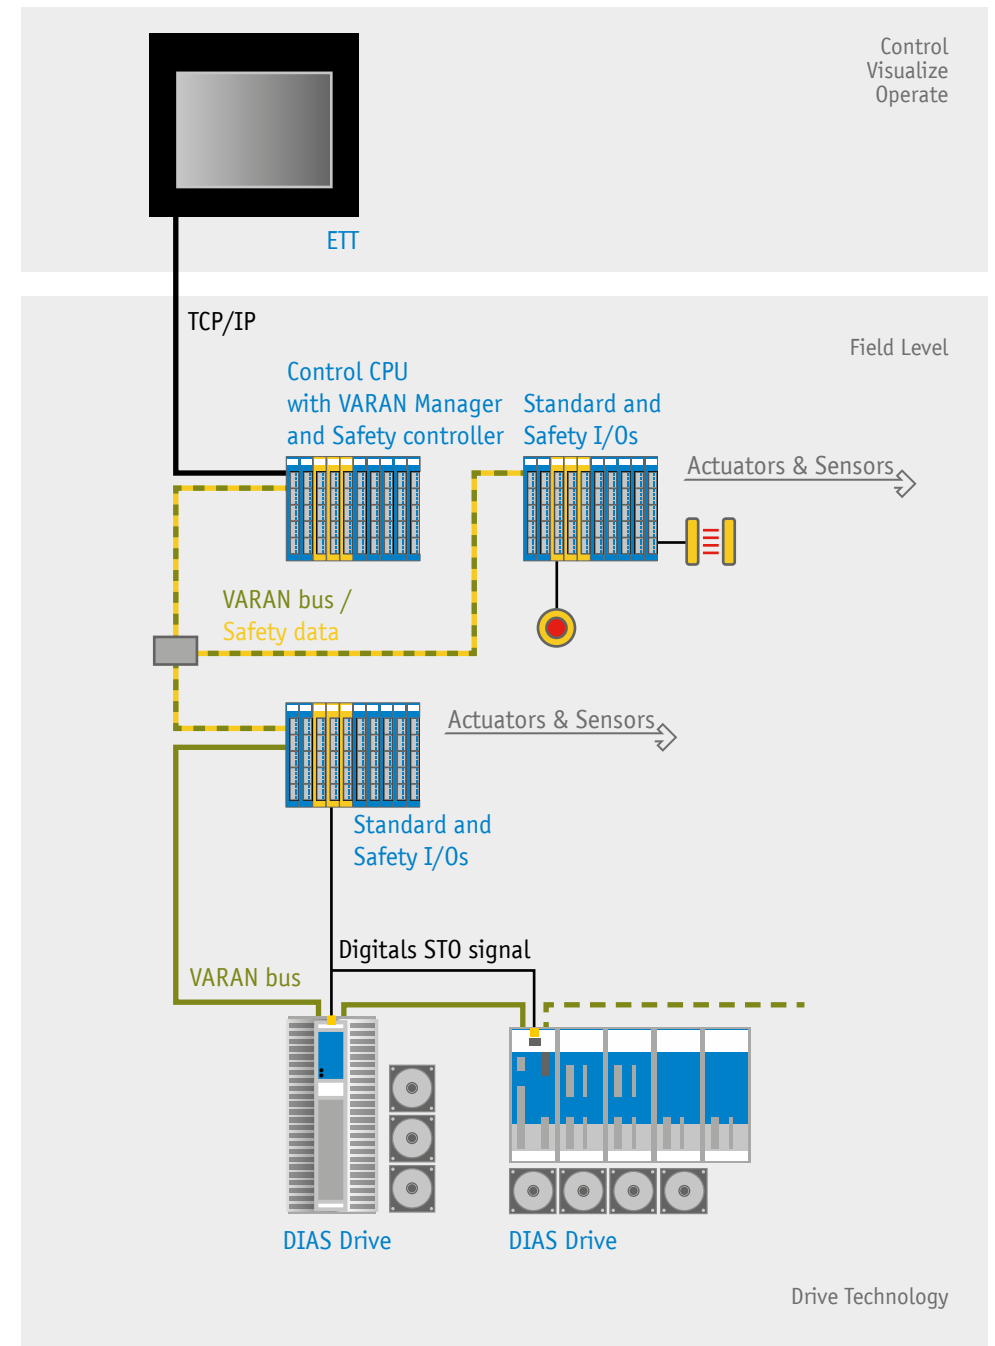 Control
Visualize
Operate
ETT
TCP/IP
Field Level
Control CPU
with VARAN Manager
and Safety controller
Standard and
Safety I/Os
Actuators & Sensors
VARAN bus /
Safety data
Actuators & Sensors
Standard and
Safety I/Os
Digitals STO signal
VARAN bus
DIAS Drive
DIAS Drive
Drive Technology